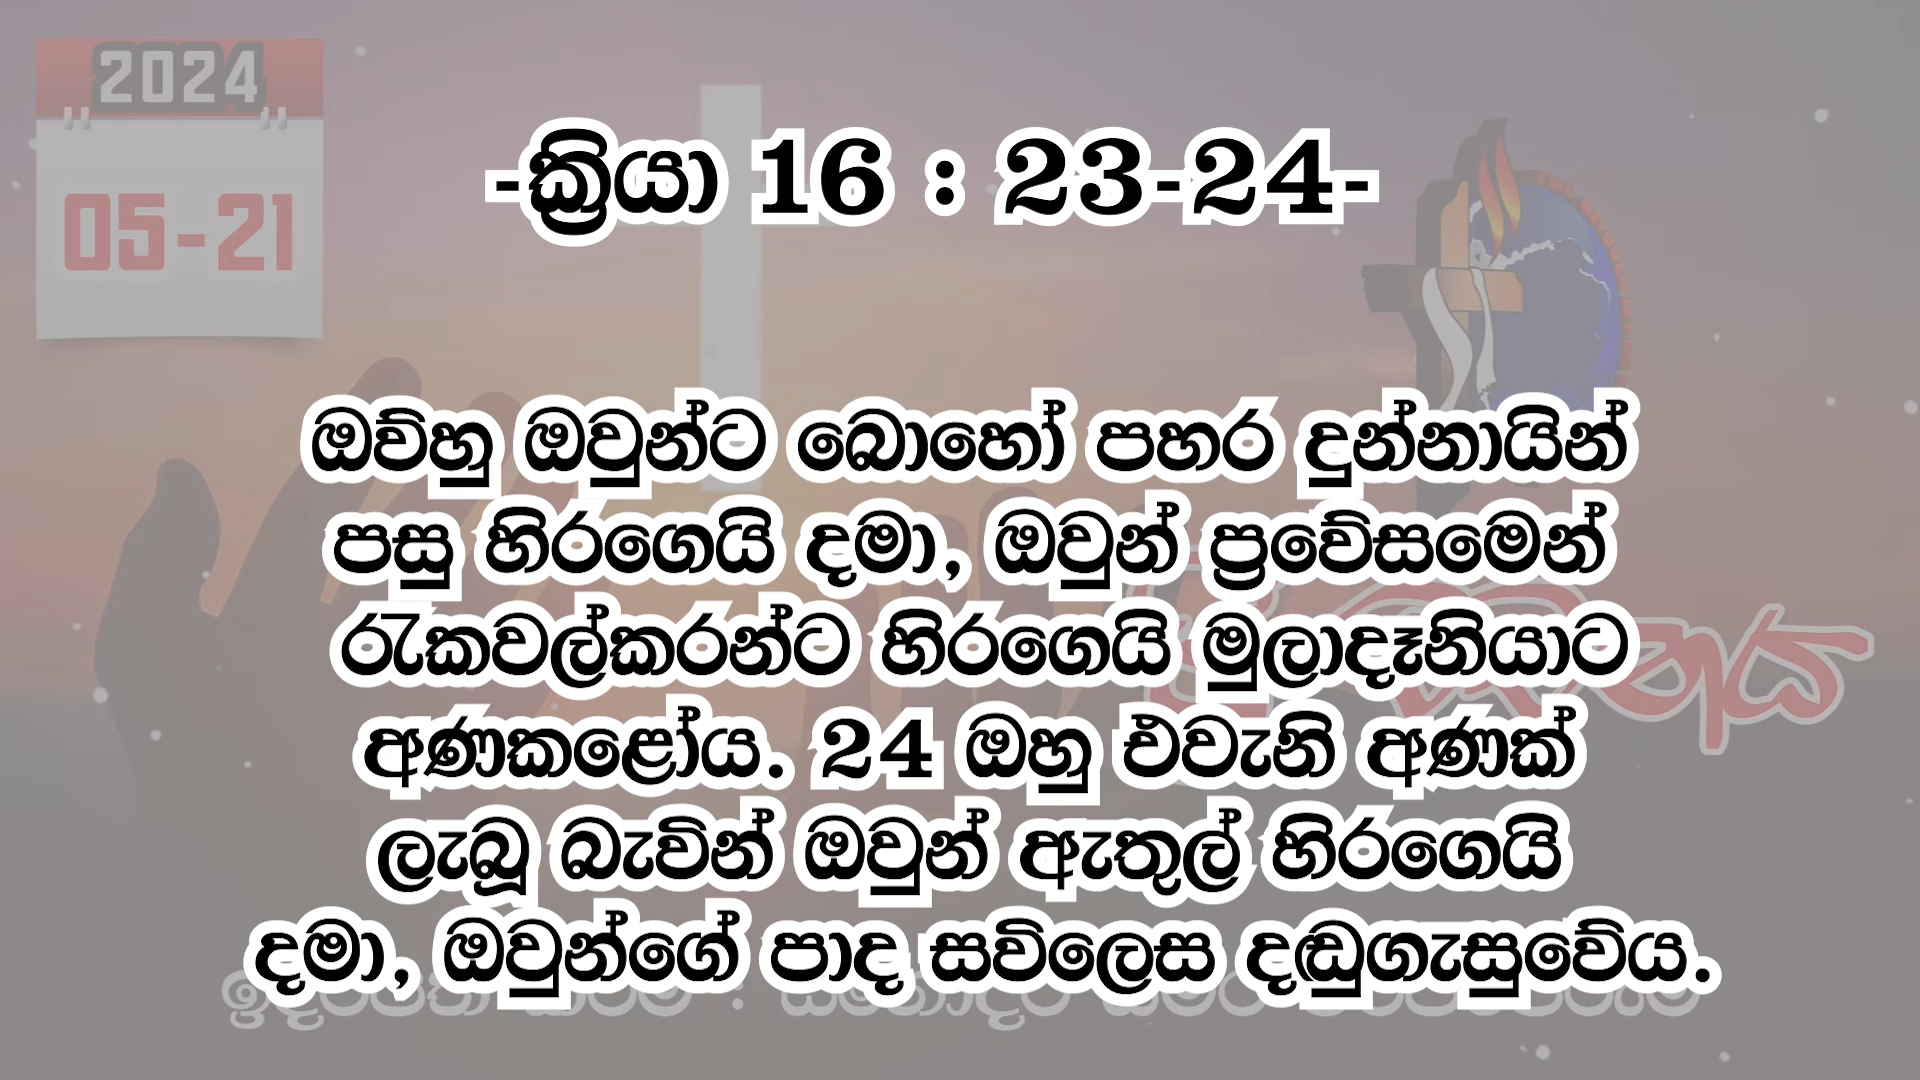 2024
05-21
-ක්‍රියා 16 : 23-24-
ඔව්හු ඔවුන්ට බොහෝ පහර දුන්නායින්
පසු හිරගෙයි දමා, ඔවුන් ප්‍රවේසමෙන්
රැකවල්කරන්ට හිරගෙයි මුලාදෑනියාට
අණකළෝය. 24 ඔහු එවැනි අණක්
ලැබූ බැවින් ඔවුන් ඇතුල් හිරගෙයි
දමා, ඔවුන්ගේ පාද සවිලෙස දඬුගැසුවේය.